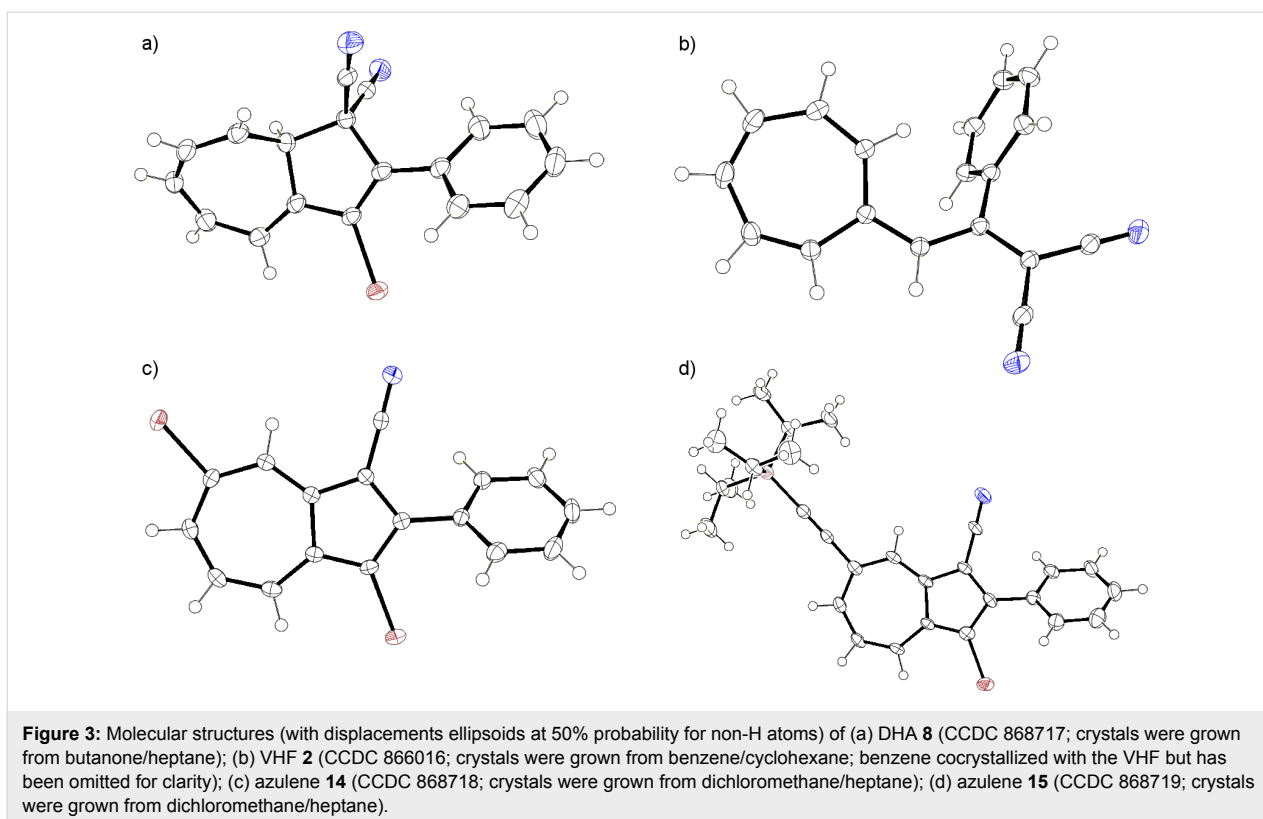 a)
b)
c)
d)
Figure 3: Molecular structures (with displacements ellipsoids at 50% probability for non-H atoms) of (a) DHA 8 (CCDC 868717; crystals were grown
from butanone/heptane); (b) VHF 2 (CCDC 866016; crystals were grown from benzene/cyclohexane; benzene cocrystallized with the VHF but has
been omitted for clarity); (c) azulene 14 (CCDC 868718; crystals were grown from dichloromethane/heptane); (d) azulene 15 (CCDC 868719; crystals
were grown from dichloromethane/heptane).